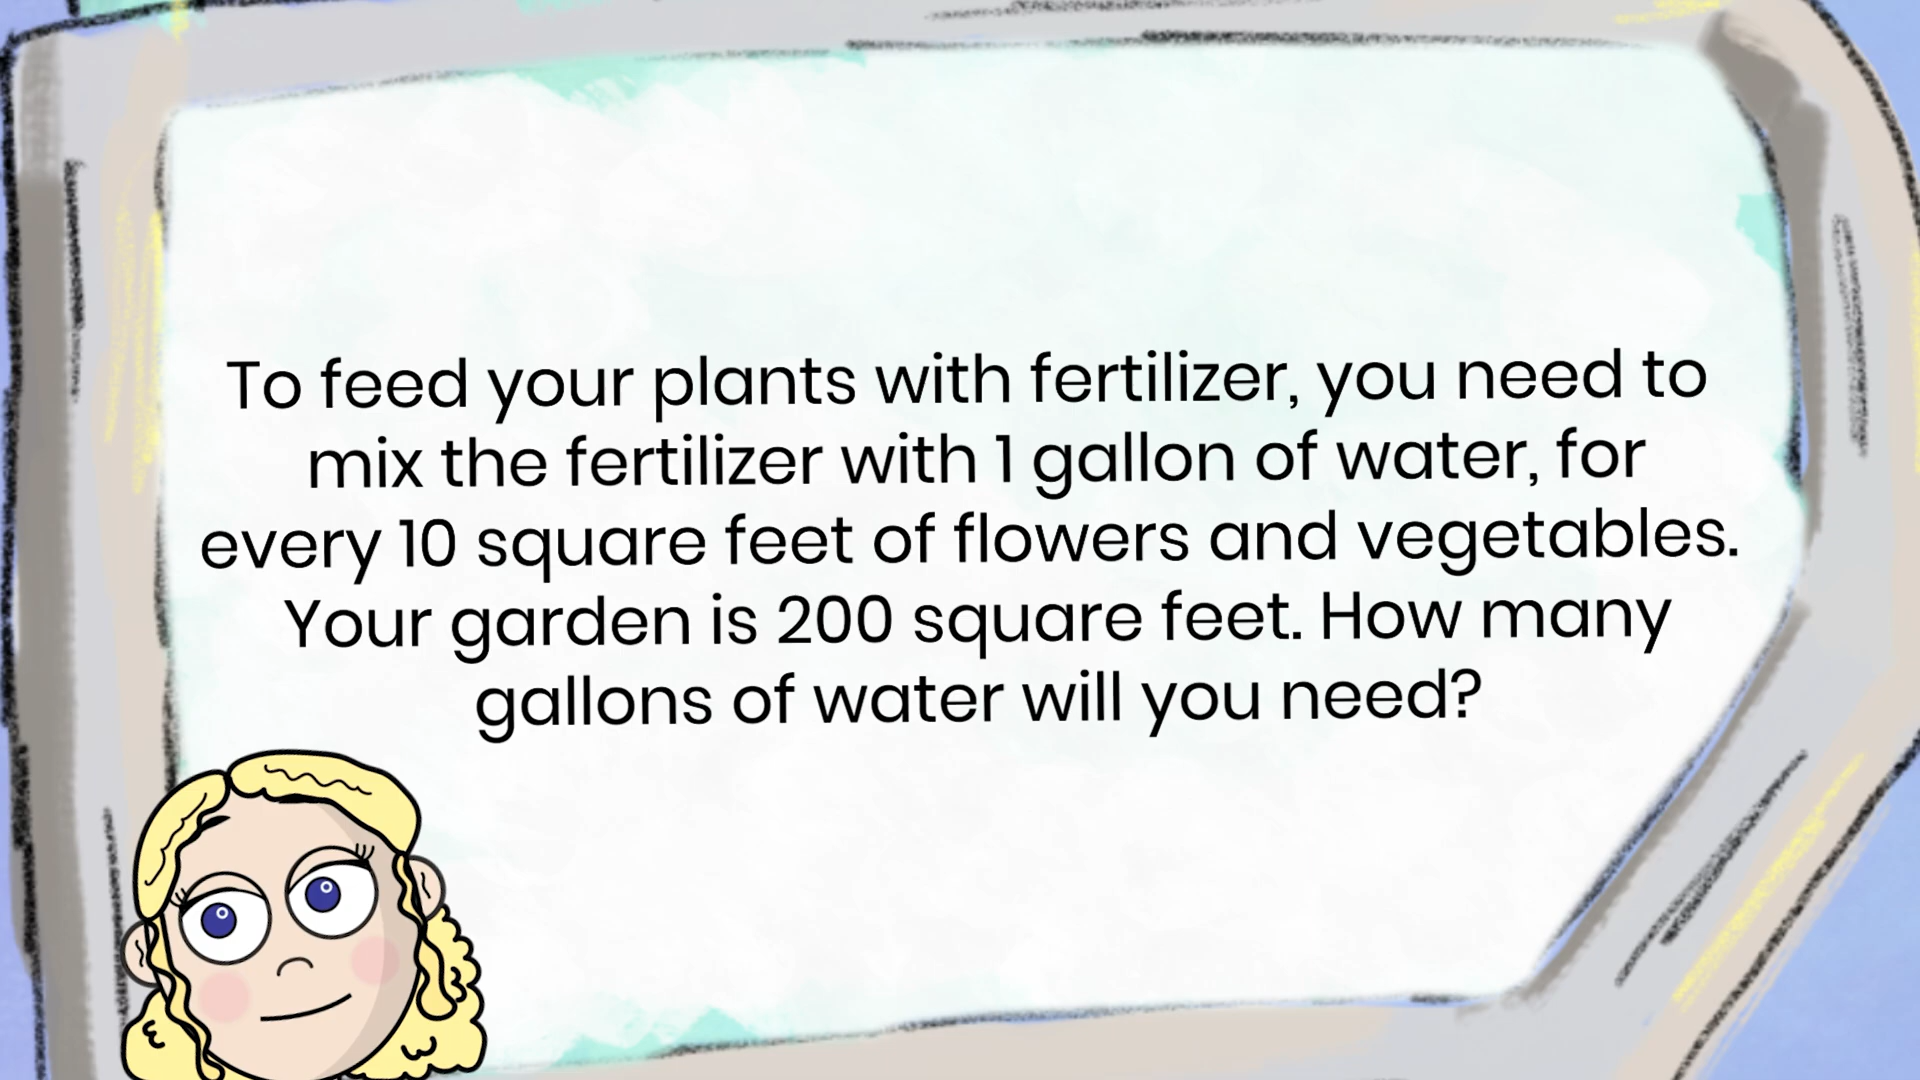 To feed your plants with fertilizer, you need to
mix the fertilizer with 1 gallon of water, for
every 10 square feet of flowers and vegetables.
Your garden is 200 square feet. How many
gallons of water will you need?